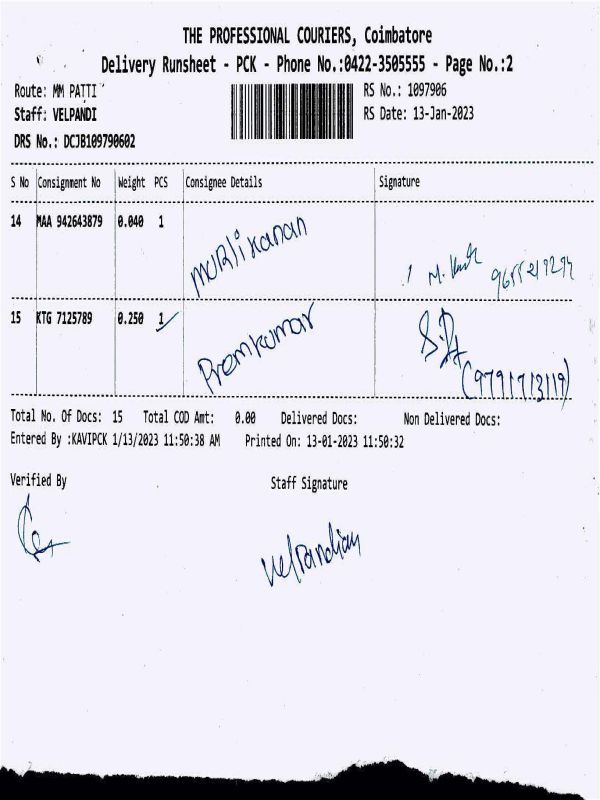 THE PROFESSIONAL COURIERS, Coimbatore
Delivery Runsheet - PCK - Phone No.:0422-3505555 - Page No.:2
Route: MM PATTI RS No.: 1097906
Staff: VELPANDI RS Date: 13-Jan-2023
DRS No.: DCJB109790602
S No Consignment No Weight PCS Consignee Details Signature
14 MAA 942643879 0.040 1 Murlikanan
15 KTG 7125789 0.250 1 Premkumar
(9791713119)
Total No. Of Docs: 15 Total COD Amt: 0.00 Delivered Docs: Non Delivered Docs:
Entered By :KAVIPCK 1/13/2023 11:50:38 AM Printed On: 13-01-2023 11:50:32
Verified By Staff Signature
velpandian